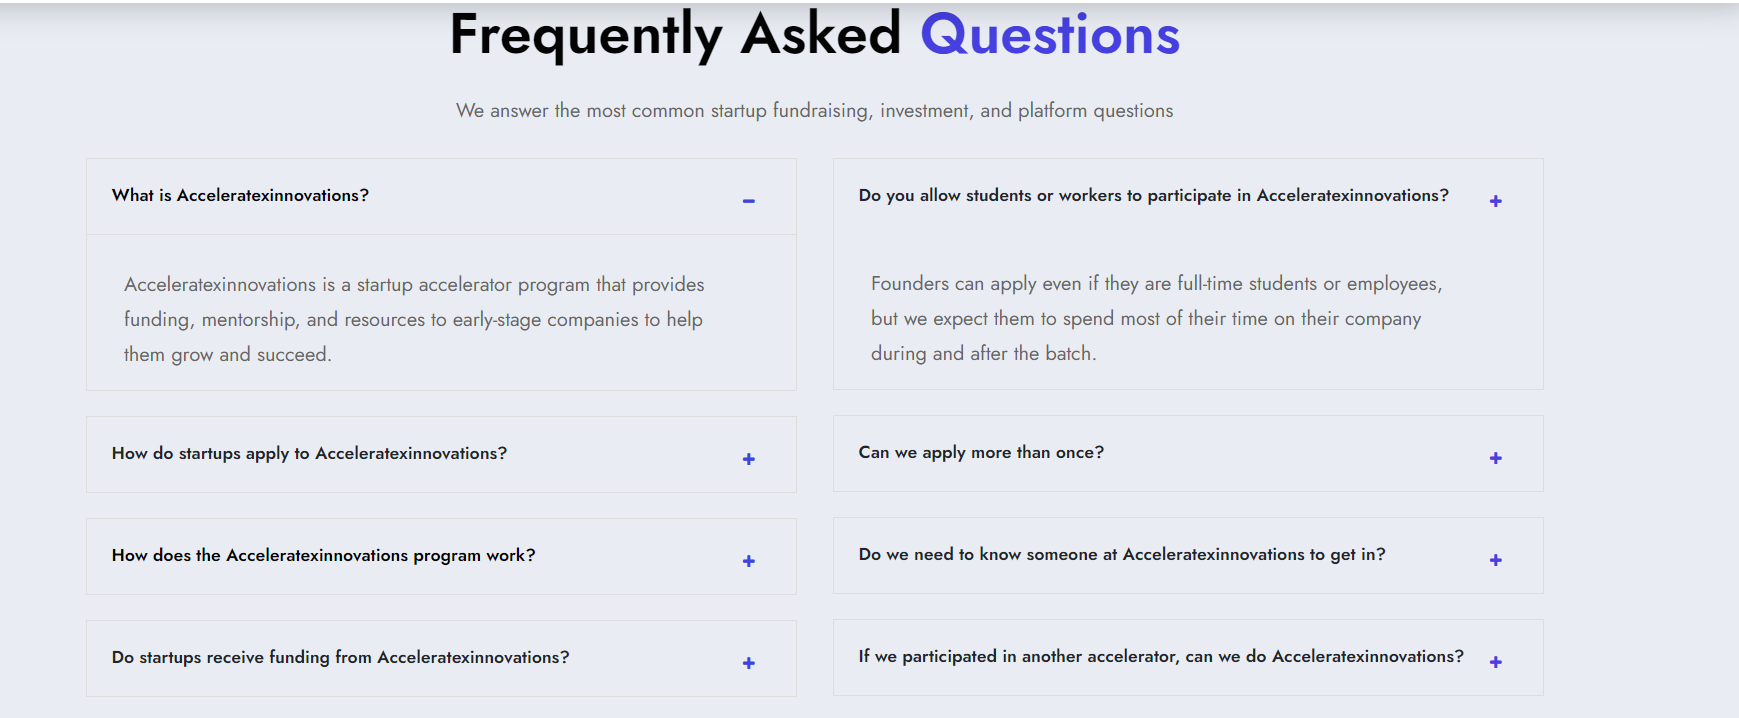 Frequently Asked Questions
We answer the most common startup fundraising, investment, and platform questions
What is Acceleratexinnovations?
Acceleratexinnovations is a startup accelerator program that provides
funding, mentorship, and resources to early-stage companies to help
them grow and succeed.
How do startups apply to Acceleratexinnovations?
How does the Acceleratexinnovations program work?
Do startups receive funding from Acceleratexinnovations?
Do you allow students or workers to participate in Acceleratexinnovations?
Founders can apply even if they are full-time students or employees,
but we expect them to spend most of their time on their company
during and after the batch.
Can we apply more than once?
Do we need to know someone at Acceleratexinnovations to get in?
If we participated in another accelerator, can we do Acceleratexinnovations?